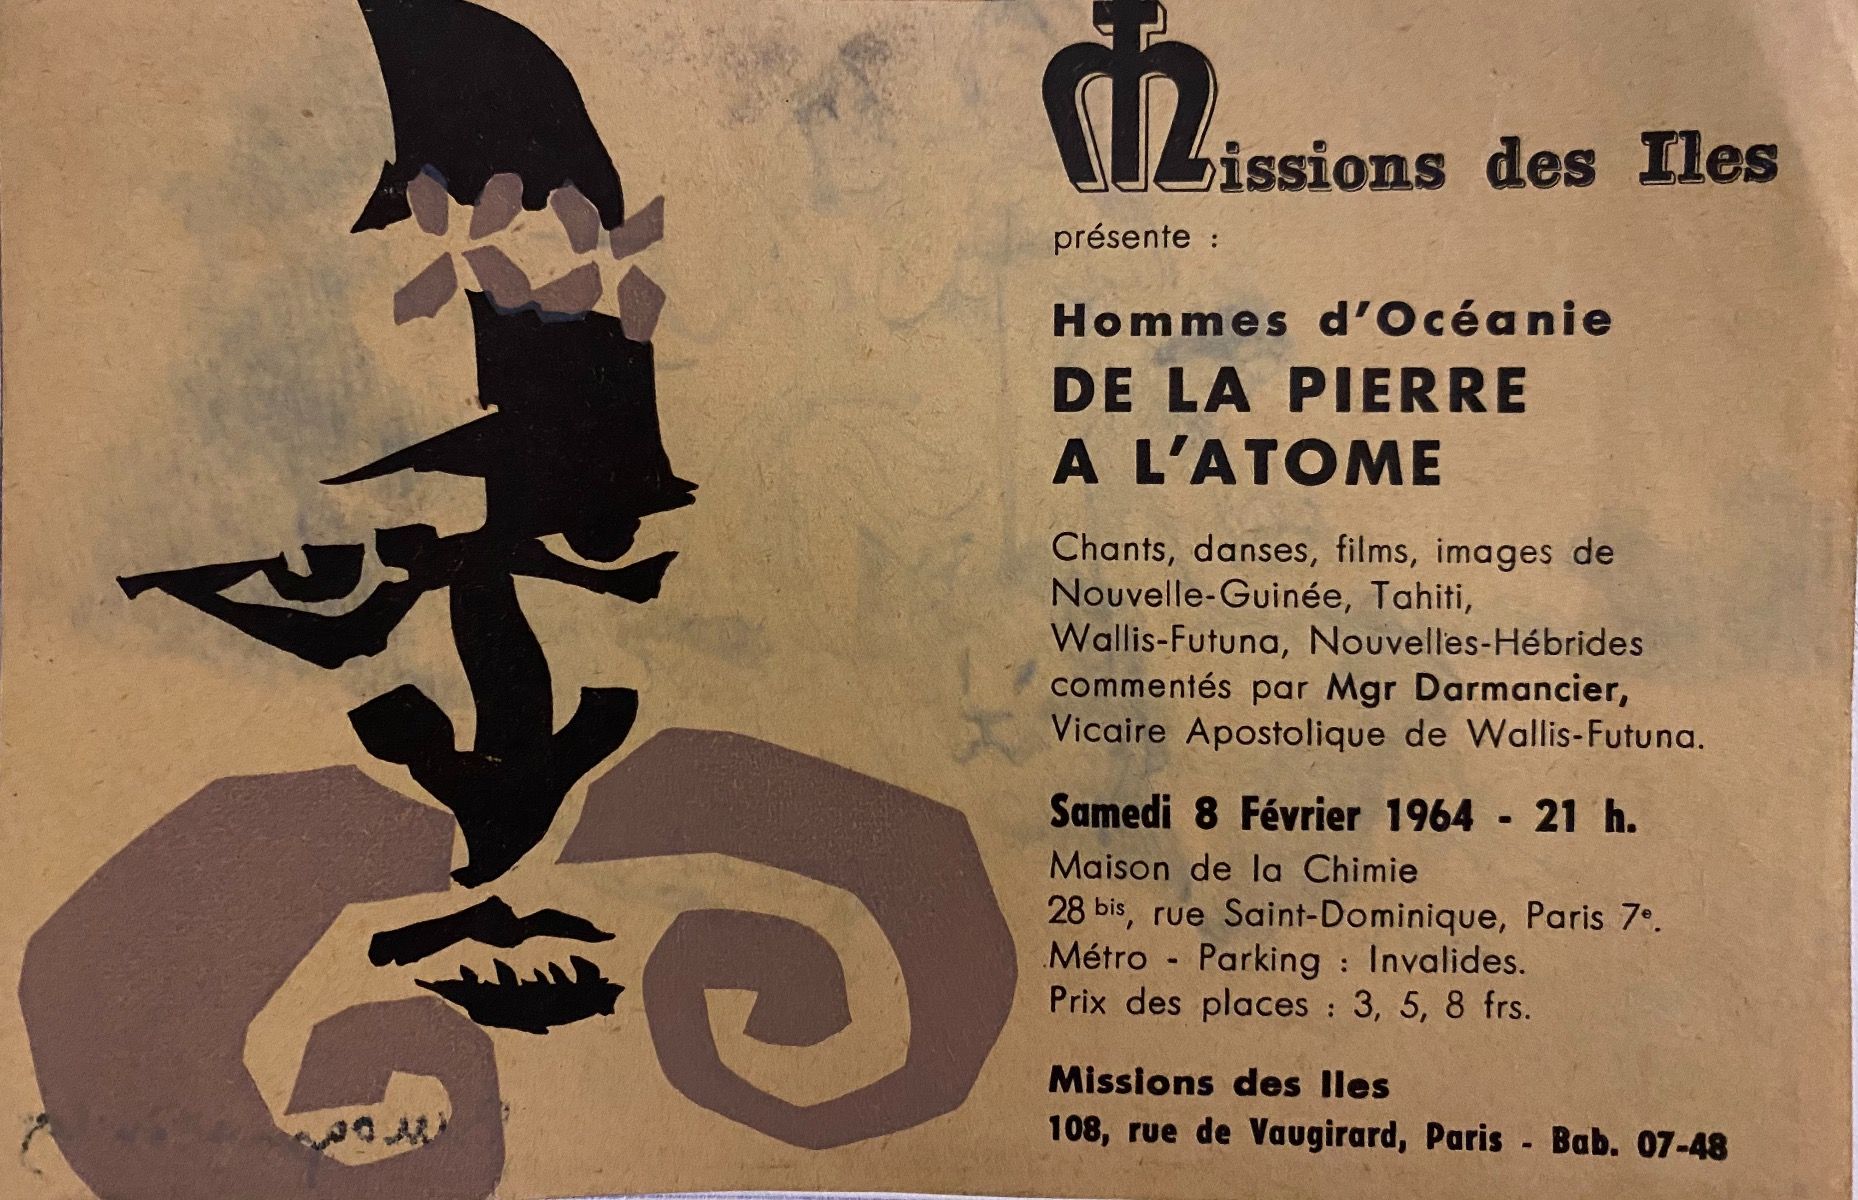 Missions des Iles
présente :
Hommes d'Océanie
DE LA PIERRE
A L'ATOME
Chants, danses, films, images de
Nouvelle-Guinée, Tahiti,
Wallis-Futuna, Nouvelles-Hébrides
commentés par Mgr Darmancier,
Vicaire Apostolique de Wallis-Futuna.
Samedi 8 Février 1964 - 21 h.
Maison de la Chimie
28 bis, rue Saint-Dominique, Paris 7e.
Métro - Parking : Invalides.
Prix des places : 3, 5, 8 frs.
Missions des Iles
108, rue de Vaugirard, Paris - Bab. 07-48